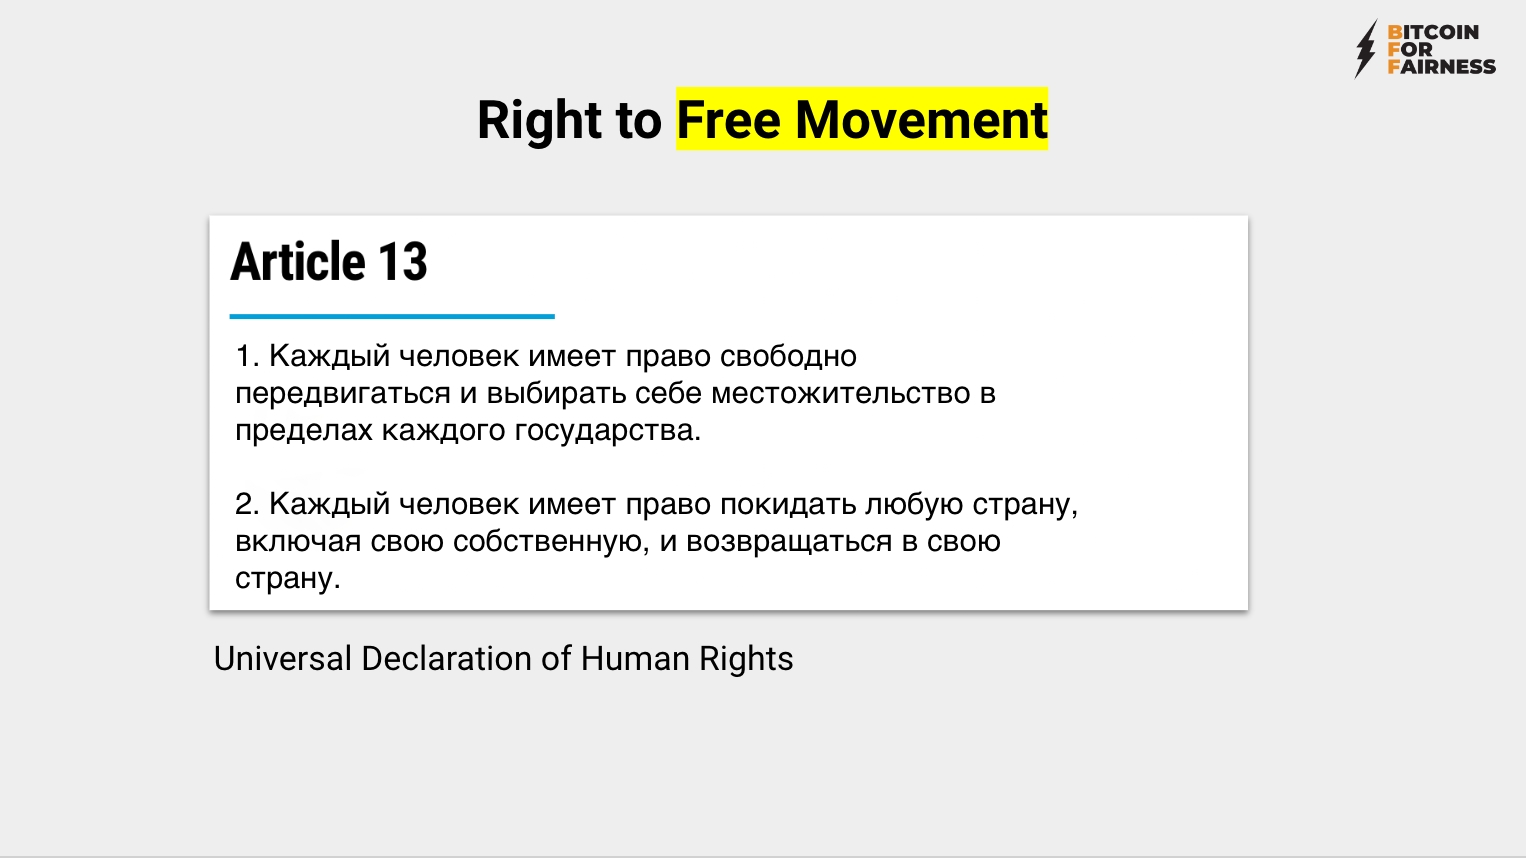 BITCOIN
FOR
FAIRNESS
Right to Free Movement
Article 13
1. Каждый человек имеет право свободно
передвигаться и выбирать себе местожительство в
пределах каждого государства.
2. Каждый человек имеет право покидать любую страну,
включая свою собственную, и возвращаться в свою
страну.
Universal Declaration of Human Rights